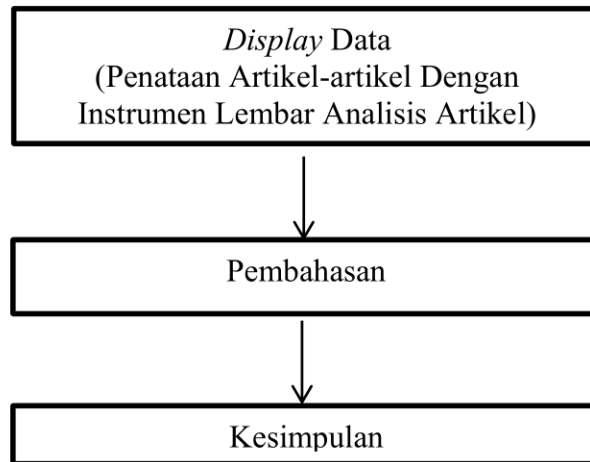 Display Data
(Penataan Artikel-artikel Dengan
Instrumen Lembar Analisis Artikel)
Pembahasan
Kesimpulan